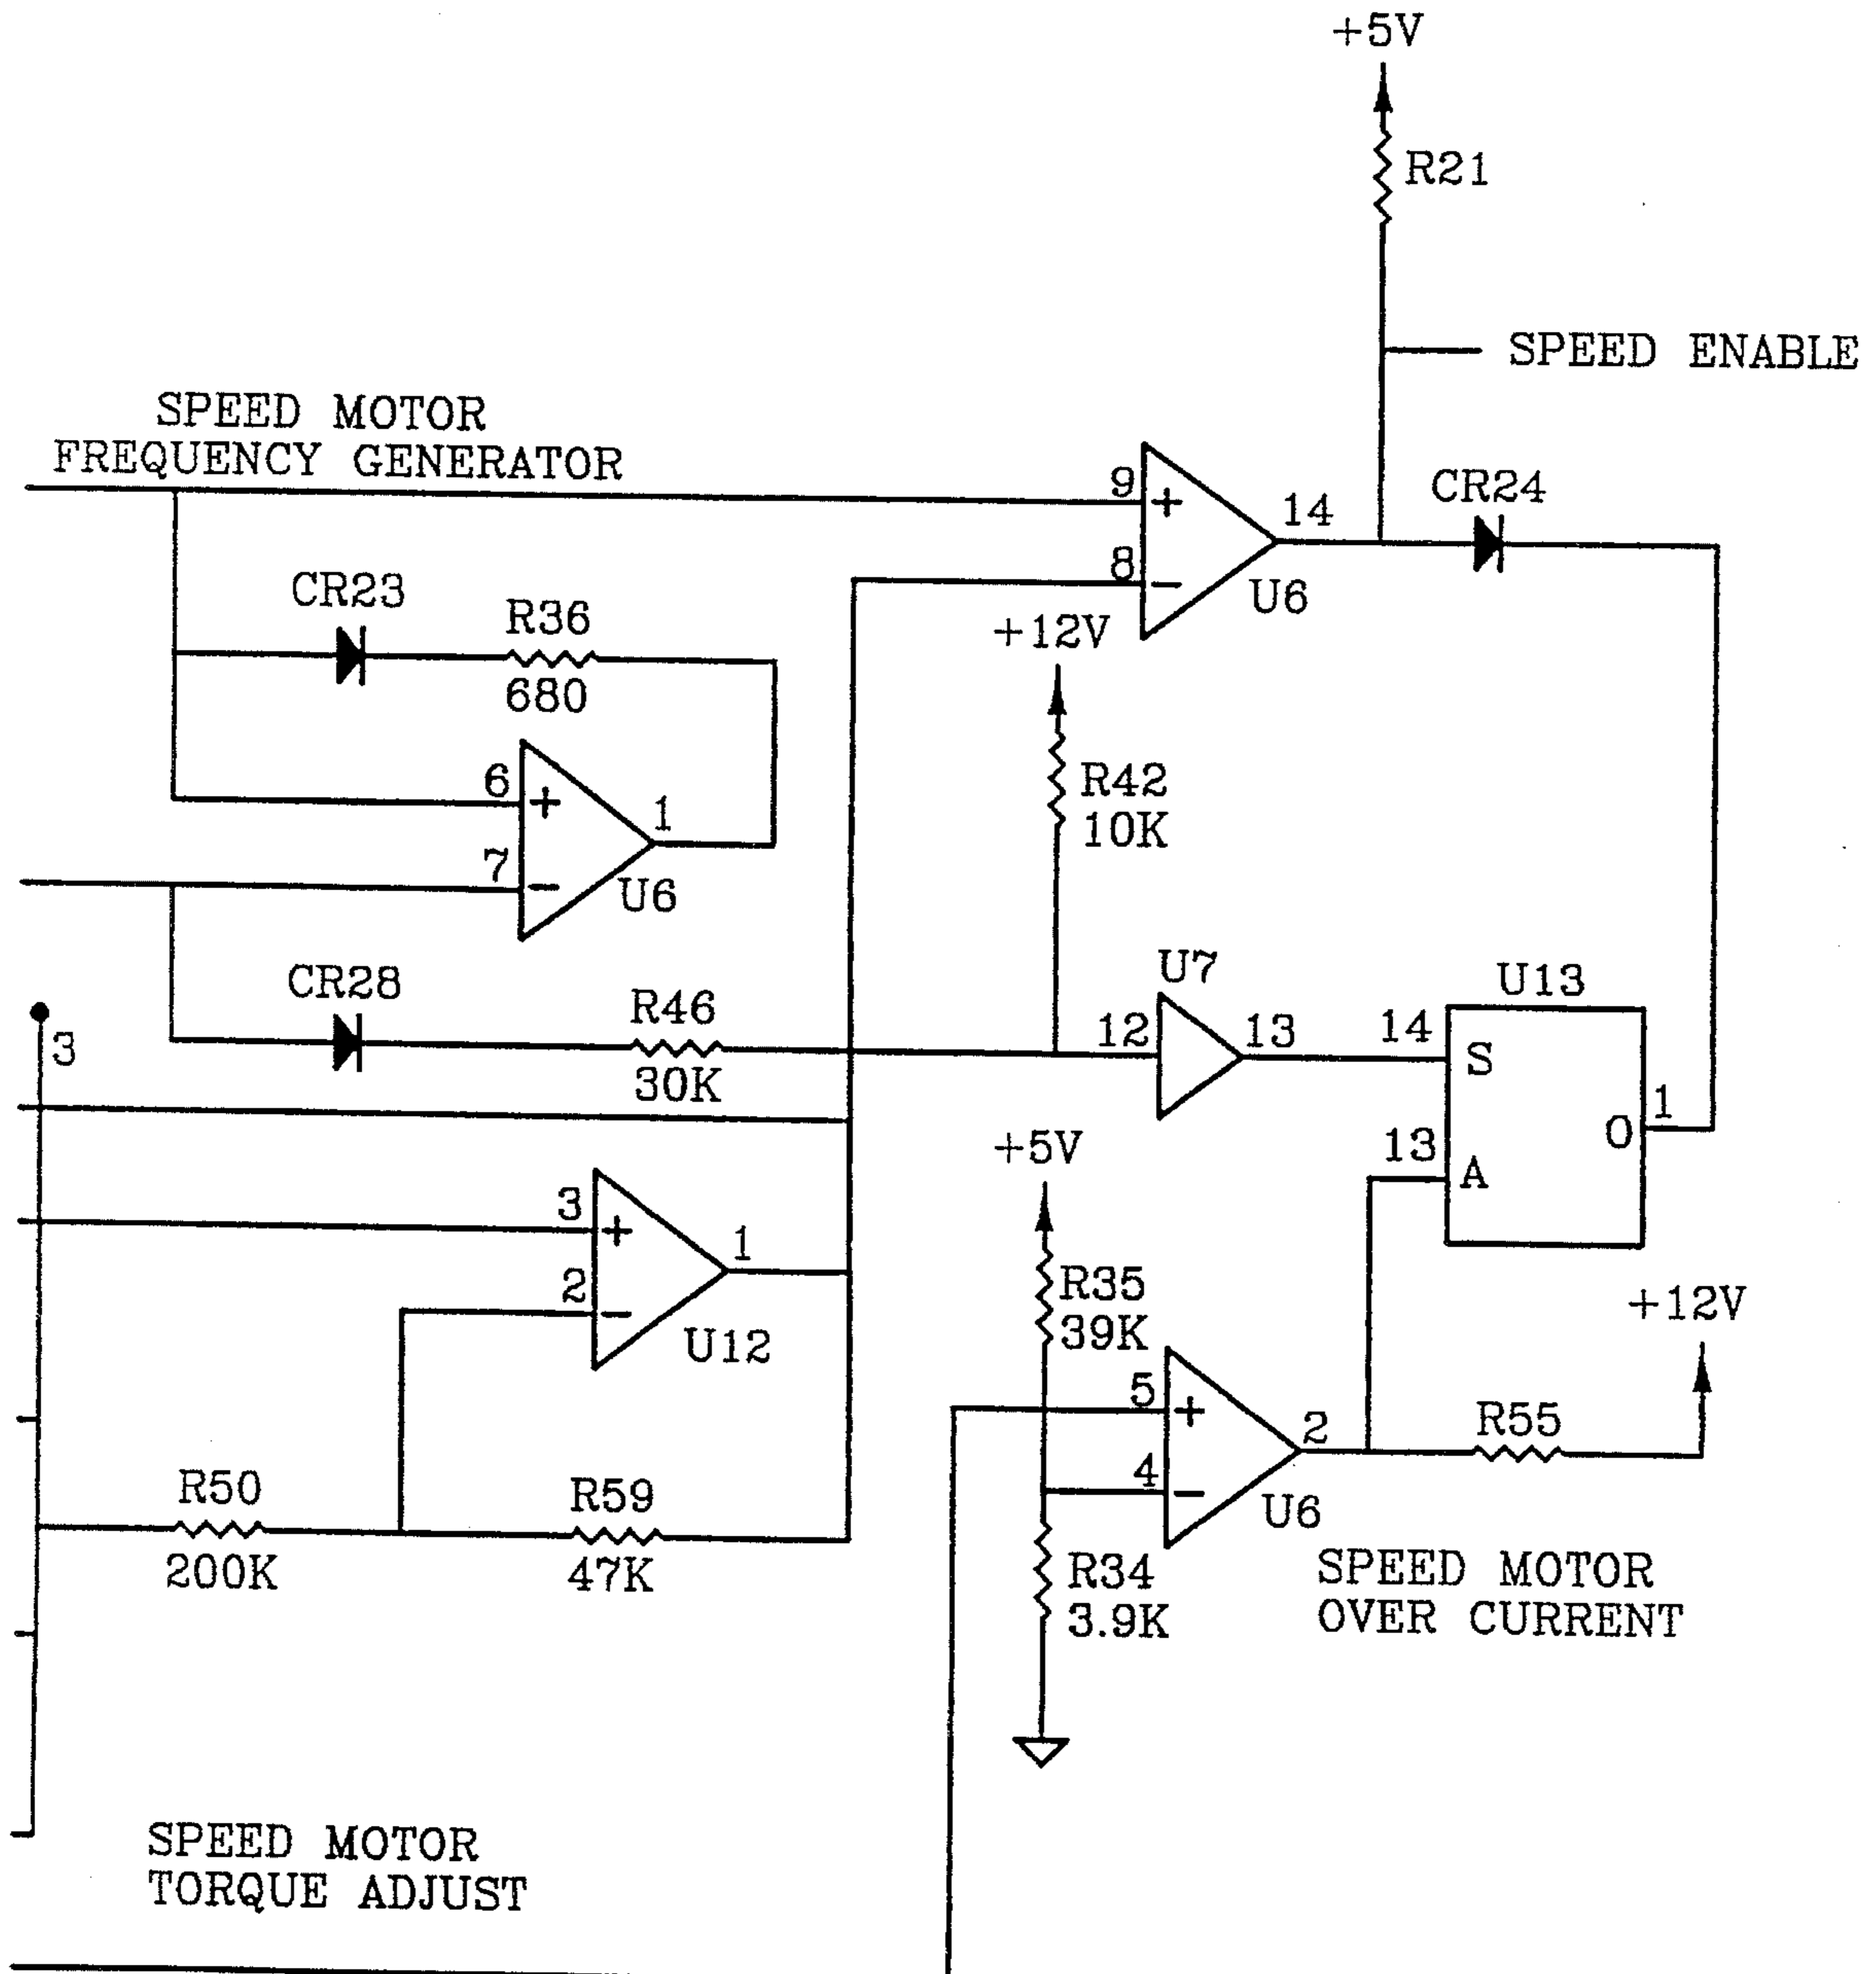 +5V
R21
SPEED ENABLE
SPEED MOTOR
FREQUENCY GENERATOR
9
+
14
CR24
8
−
U6
CR23
R36
680
+12V
R42
10K
6
+
1
7
−
U6
CR28
R46
30K
U7
12
13
U13
14
S
3
13
A
O
1
+5V
3
+
1
2
−
U12
R35
39K
+12V
5
+
2
R55
4
−
U6
R50
200K
R59
47K
R34
3.9K
SPEED MOTOR
OVER CURRENT
SPEED MOTOR
TORQUE ADJUST